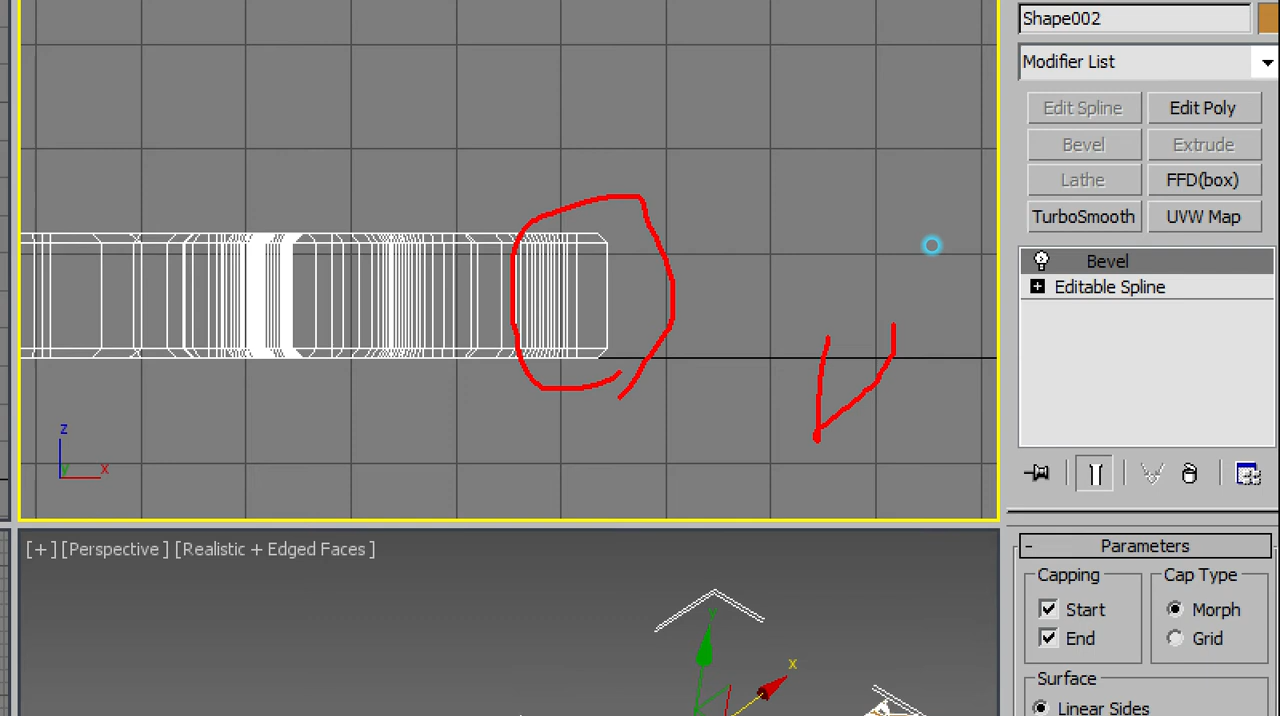 Shape002
Modifier List
Edit Spline Edit Poly
Bevel Extrude
Lathe FFD(box)
TurboSmooth UVW Map
Bevel
Editable Spline
z
y x
[+] [Perspective] [Realistic + Edged Faces]
y
x
- Parameters
Capping Cap Type
Start Morph
End Grid
Surface
Linear Sides